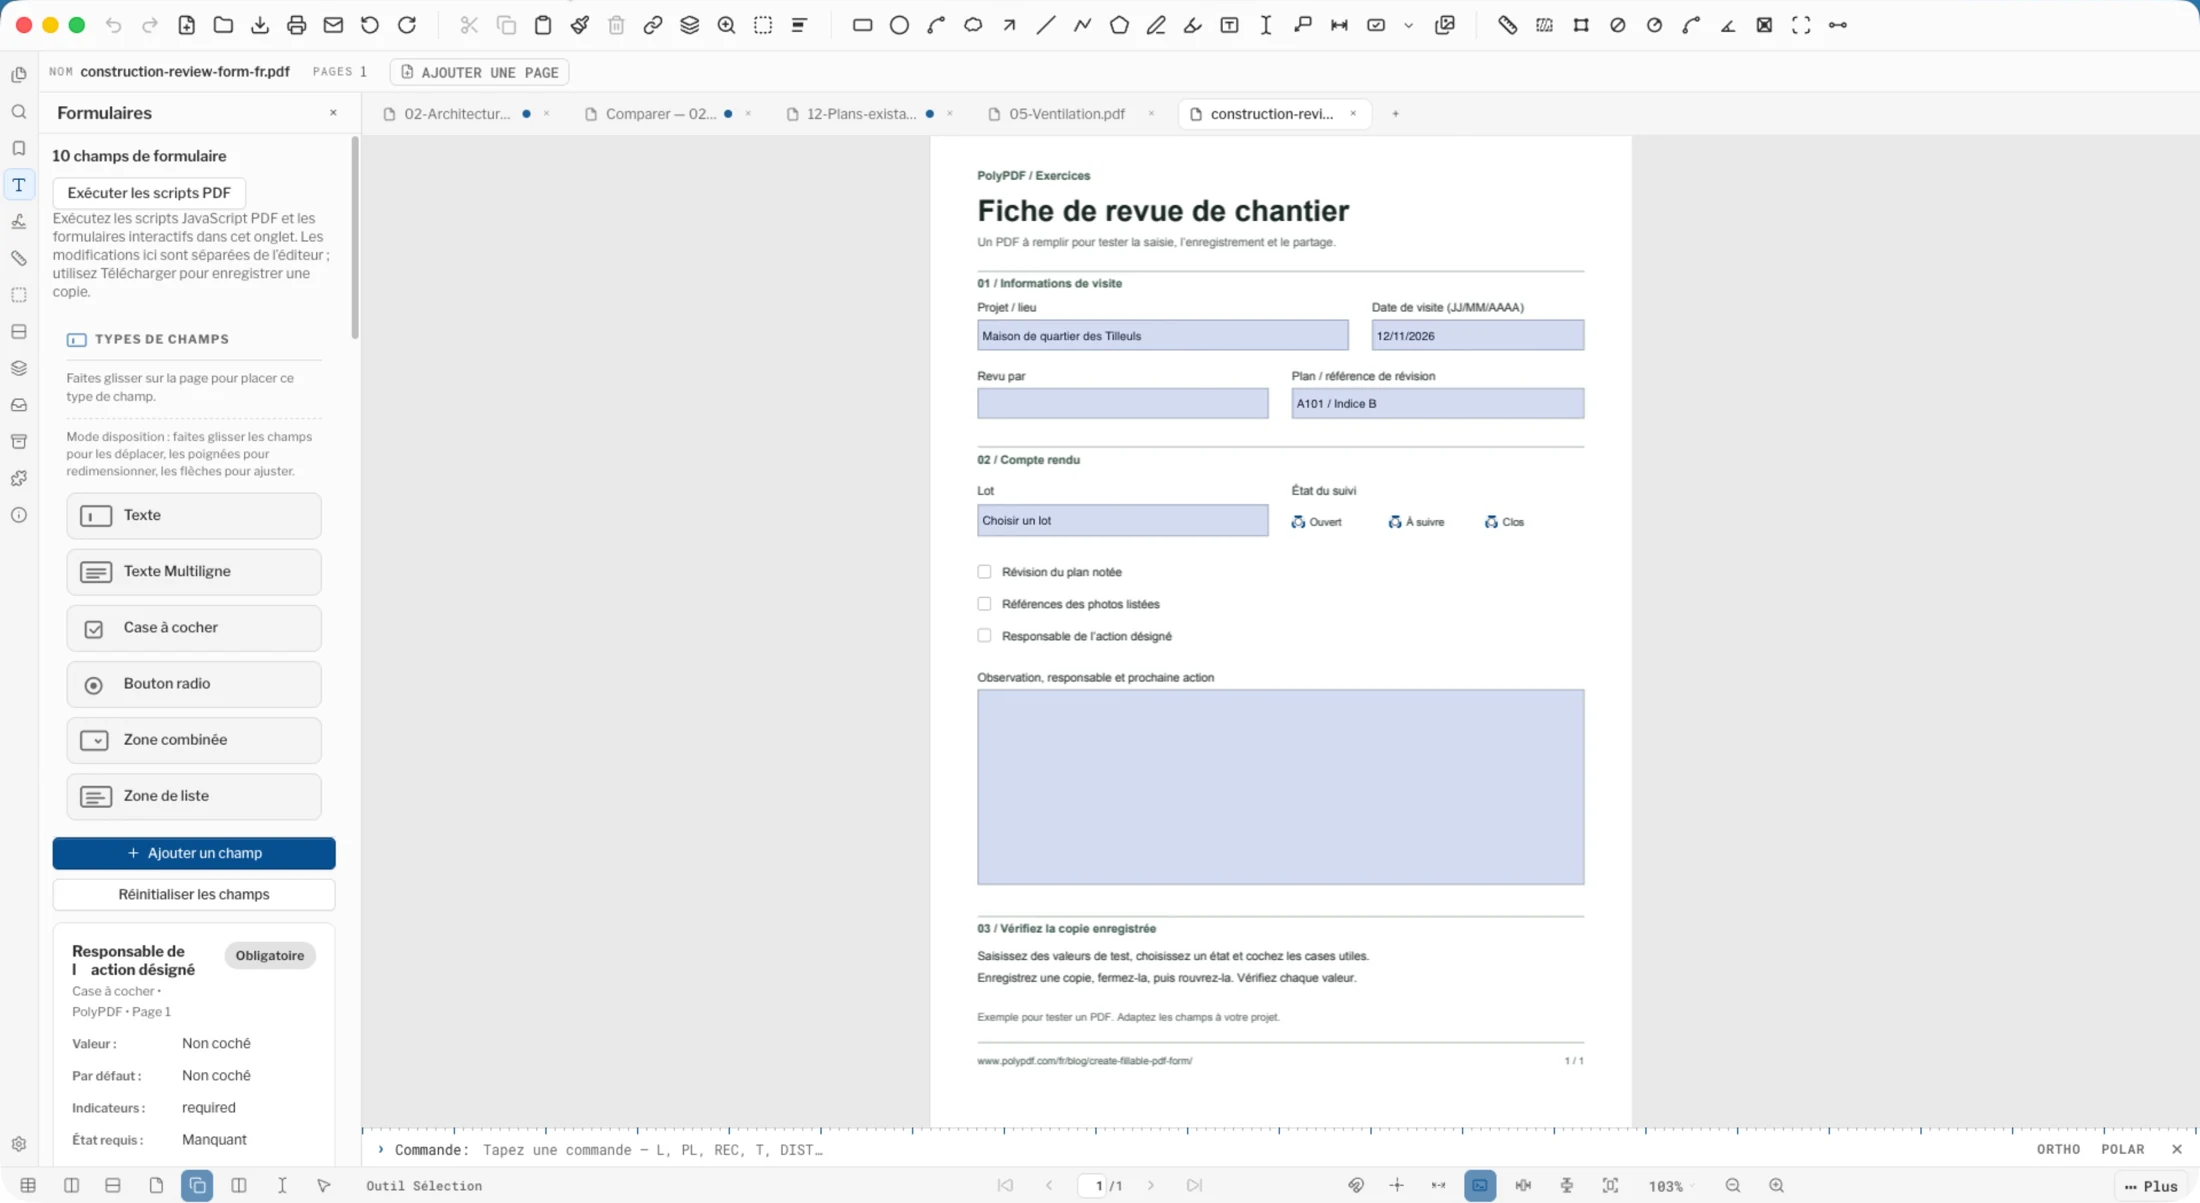 NOM construction-review-form-fr.pdf PAGES 1 AJOUTER UNE PAGE
Formulaires
02-Architectur...
Comparer — 02...
12-Plans-exista...
05-Ventilation.pdf
construction-revi...
10 champs de formulaire
Exécuter les scripts PDF
Exécutez les scripts JavaScript PDF et les
formulaires interactifs dans cet onglet. Les
modifications ici sont séparées de l'éditeur ;
utilisez Télécharger pour enregistrer une
copie.
TYPES DE CHAMPS
Faites glisser sur la page pour placer ce
type de champ.
Mode disposition : faites glisser les champs
pour les déplacer, les poignées pour
redimensionner, les flèches pour ajuster.
Texte
Texte Multiligne
Case à cocher
Bouton radio
Zone combinée
Zone de liste
+ Ajouter un champ
Réinitialiser les champs
Responsable de
l action désigné
Obligatoire
Case à cocher •
PolyPDF • Page 1
Valeur : Non coché
Par défaut : Non coché
Indicateurs : required
État requis : Manquant
PolyPDF / Exercices
Fiche de revue de chantier
Un PDF à remplir pour tester la saisie, l'enregistrement et le partage.
01 / Informations de visite
Projet / lieu Date de visite (JJ/MM/AAAA)
Maison de quartier des Tilleuls 12/11/2026
Revu par Plan / référence de révision
A101 / Indice B
02 / Compte rendu
Lot État du suivi
Choisir un lot Ouvert À suivre Clos
Révision du plan notée
Références des photos listées
Responsable de l'action désigné
Observation, responsable et prochaine action
03 / Vérifiez la copie enregistrée
Saisissez des valeurs de test, choisissez un état et cochez les cases utiles.
Enregistrez une copie, fermez-la, puis rouvrez-la. Vérifiez chaque valeur.
Exemple pour tester un PDF. Adaptez les champs à votre projet.
www.polypdf.com/fr/blog/create-fillable-pdf-form/ 1 / 1
› Commande: Tapez une commande — L, PL, REC, T, DIST… ORTHO POLAR
Outil Sélection 1 /1 103% ··· Plus